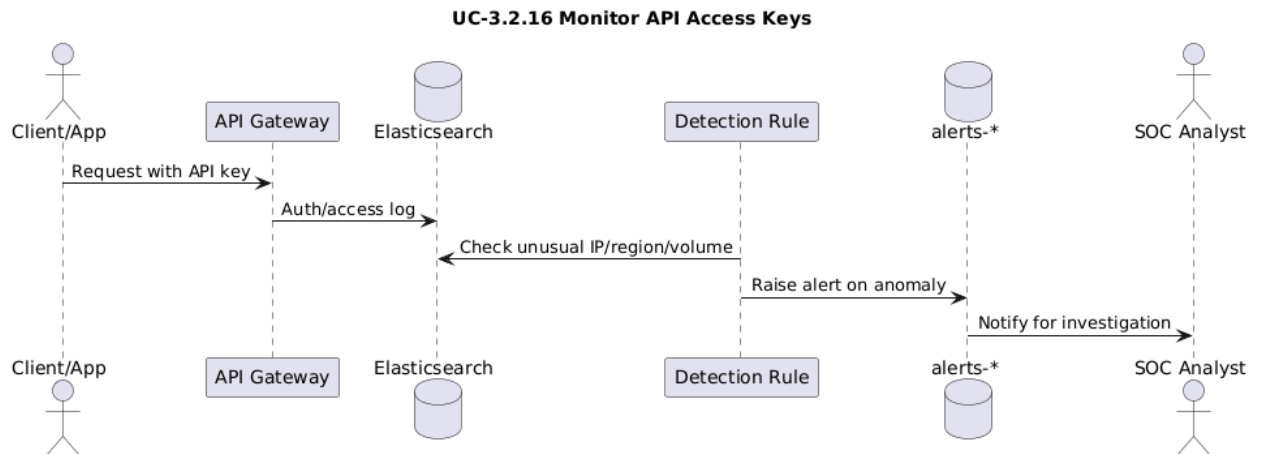 UC-3.2.16 Monitor API Access Keys
Client/App
API Gateway
Elasticsearch
Detection Rule
alerts-*
SOC Analyst
Request with API key
Auth/access log
Check unusual IP/region/volume
Raise alert on anomaly
Notify for investigation
Client/App
API Gateway
Elasticsearch
Detection Rule
alerts-*
SOC Analyst